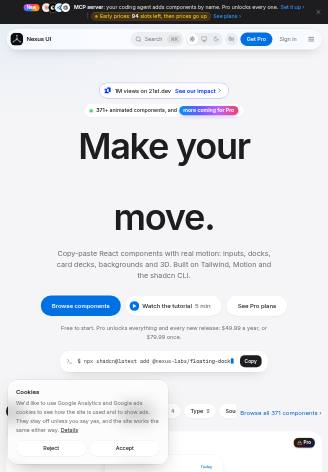 New MCP server: your coding agent adds components by name. Pro unlocks every one. Set it up ›
Early prices: 94 slots left, then prices go up See plans ›
Nexus UI Search ⌘K Get Pro Sign in
1M views on 21st.dev See our impact ›
371+ animated components, and more coming for Pro
Make your
move.
Copy-paste React components with real motion: inputs, docks,
card decks, backgrounds and 3D. Built on Tailwind, Motion and
the shadcn CLI.
Browse components Watch the tutorial 5 min See Pro plans
Free to start. Pro unlocks everything and every new release: $49.99 a year, or
$79.99 once.
>_ $ npx shadcn@latest add @nexus-labs/floating-dock Copy
4 Type Sou Browse all 371 components ›
Cookies
We'd like to use Google Analytics and Google ads
cookies to see how the site is used and to show ads.
They stay off unless you say yes, and the site works the
same either way. Details
Reject Accept
Pro
Today